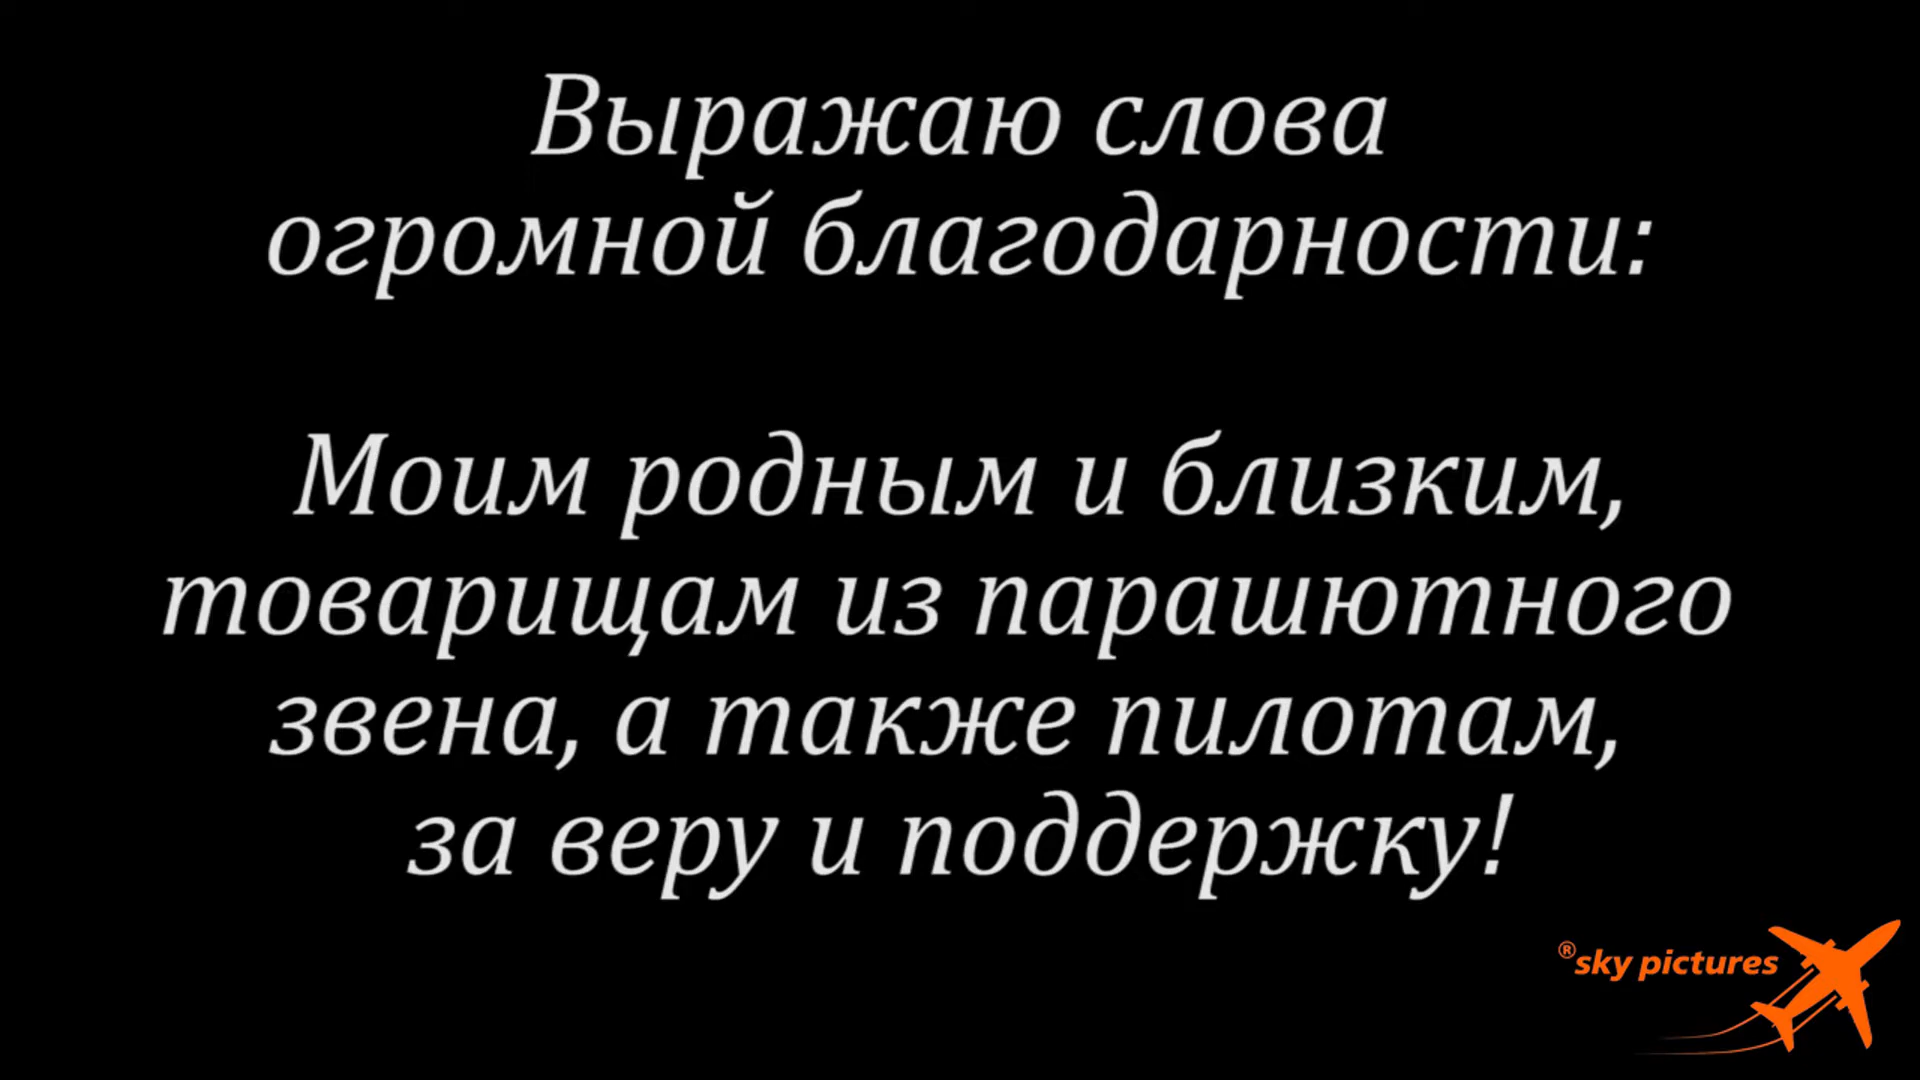 Выражаю слова
огромной благодарности:
Моим родным и близким,
товарищам из парашютного
звена, а также пилотам,
за веру и поддержку!
®sky pictures